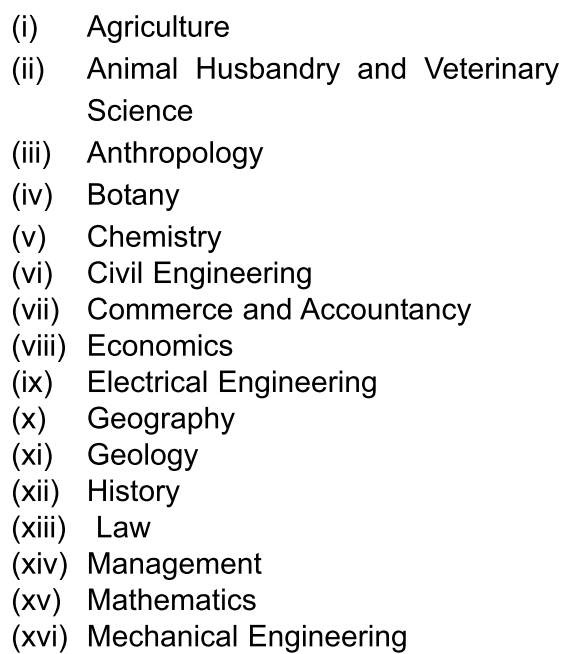 (i) Agriculture
(ii) Animal Husbandry and Veterinary
Science
(iii) Anthropology
(iv) Botany
(v) Chemistry
(vi) Civil Engineering
(vii) Commerce and Accountancy
(viii) Economics
(ix) Electrical Engineering
(x) Geography
(xi) Geology
(xii) History
(xiii) Law
(xiv) Management
(xv) Mathematics
(xvi) Mechanical Engineering